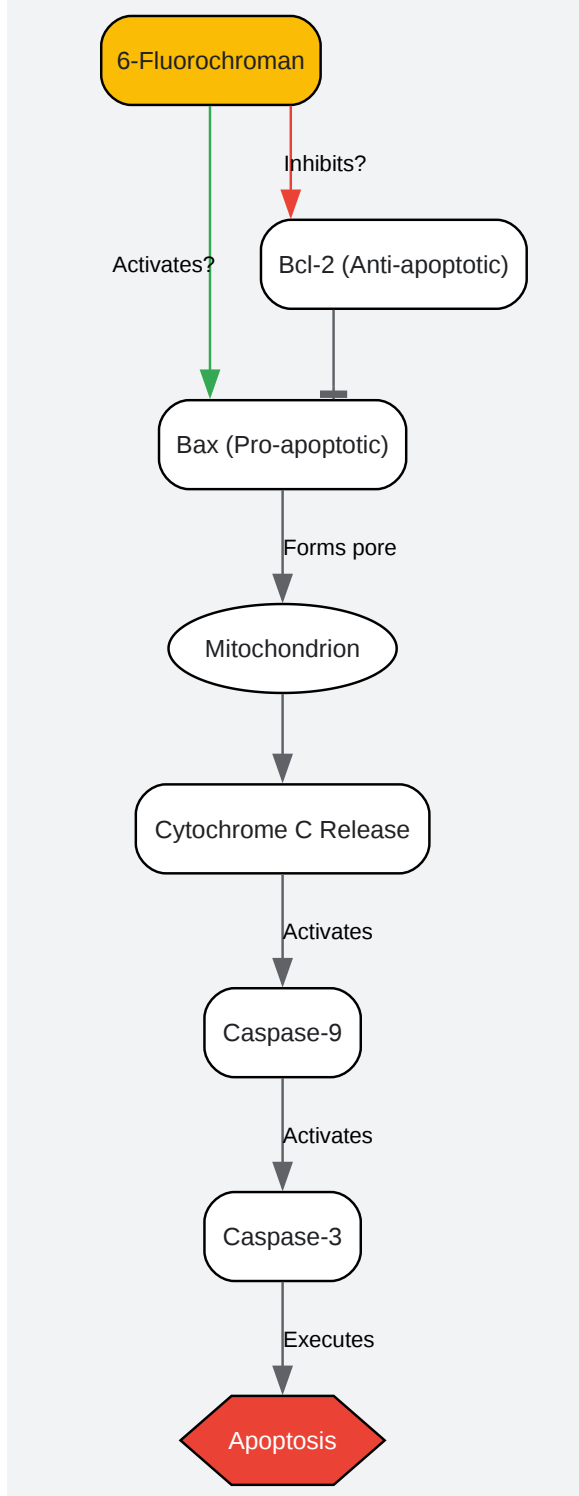 6-Fluorochroman
Inhibits?
Activates?
Bcl-2 (Anti-apoptotic)
Bax (Pro-apoptotic)
Forms pore
Mitochondrion
Cytochrome C Release
Activates
Caspase-9
Activates
Caspase-3
Executes
Apoptosis